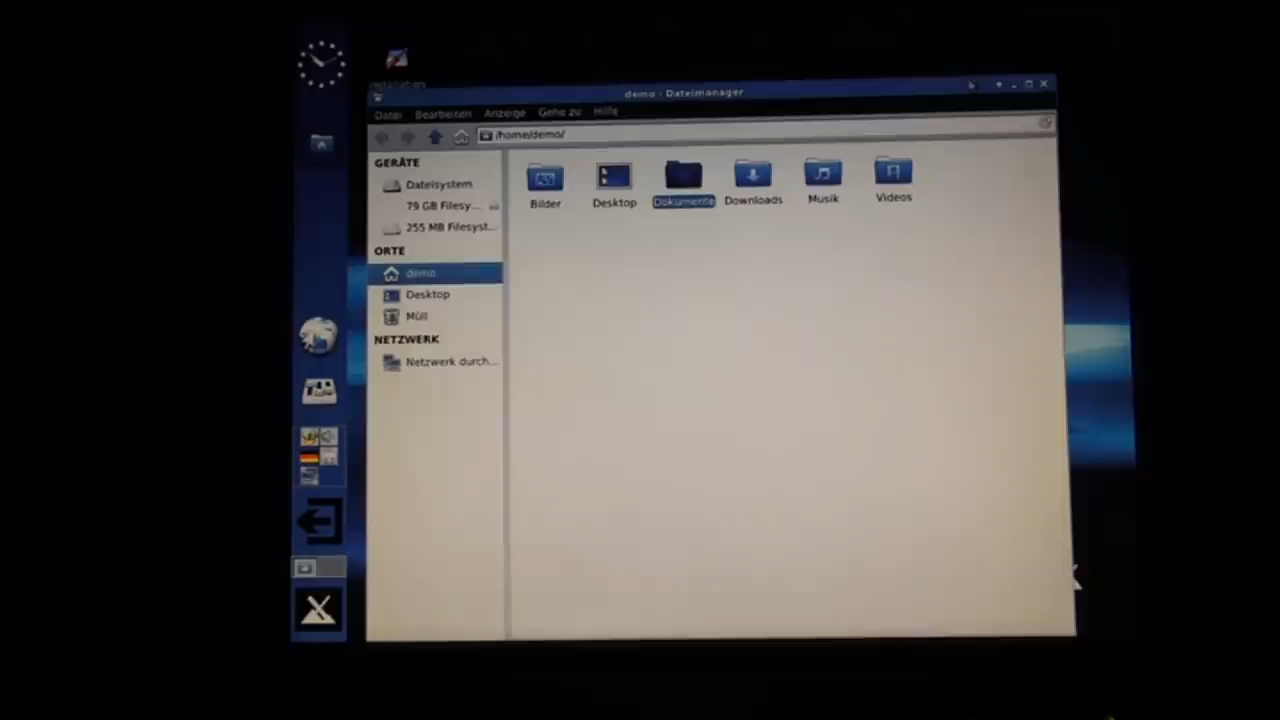 demo - Dateimanager
Datei Bearbeiten Anzeige Gehe zu Hilfe
/home/demo/
GERÄTE
Dateisystem
79 GB Filesy...
255 MB Filesyst...
ORTE
demo
Desktop
Müll
NETZWERK
Netzwerk durch...
Bilder Desktop Dokumente Downloads Musik Videos